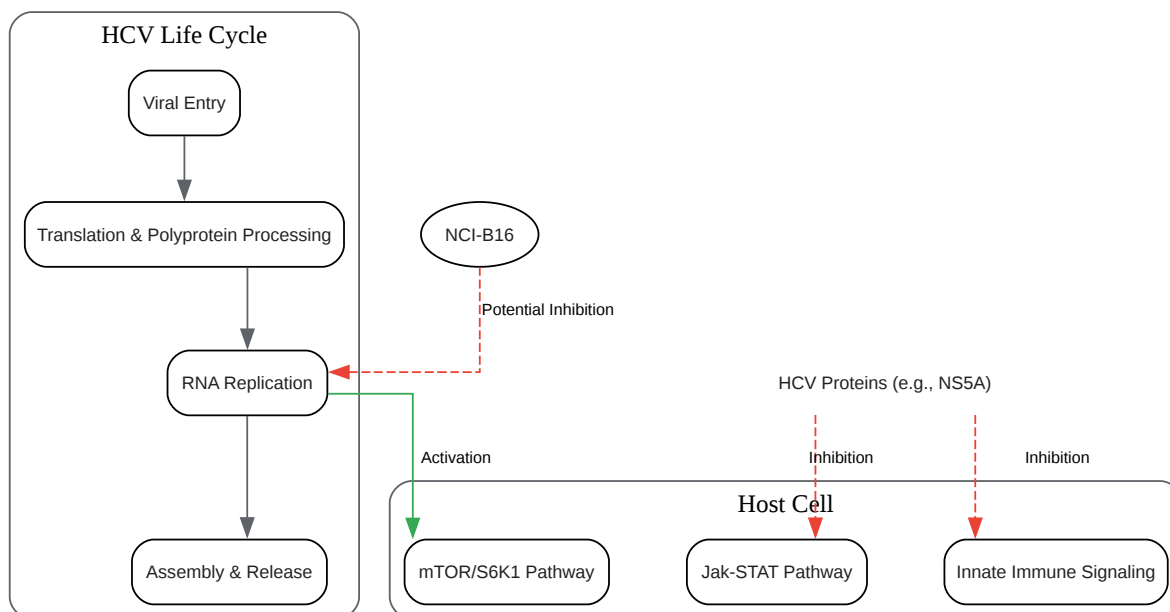 HCV Life Cycle
Viral Entry
Translation & Polyprotein Processing
NCI-B16
Potential Inhibition
RNA Replication
HCV Proteins (e.g., NS5A)
Activation
Inhibition
Inhibition
Host Cell
Assembly & Release
mTOR/S6K1 Pathway
Jak-STAT Pathway
Innate Immune Signaling